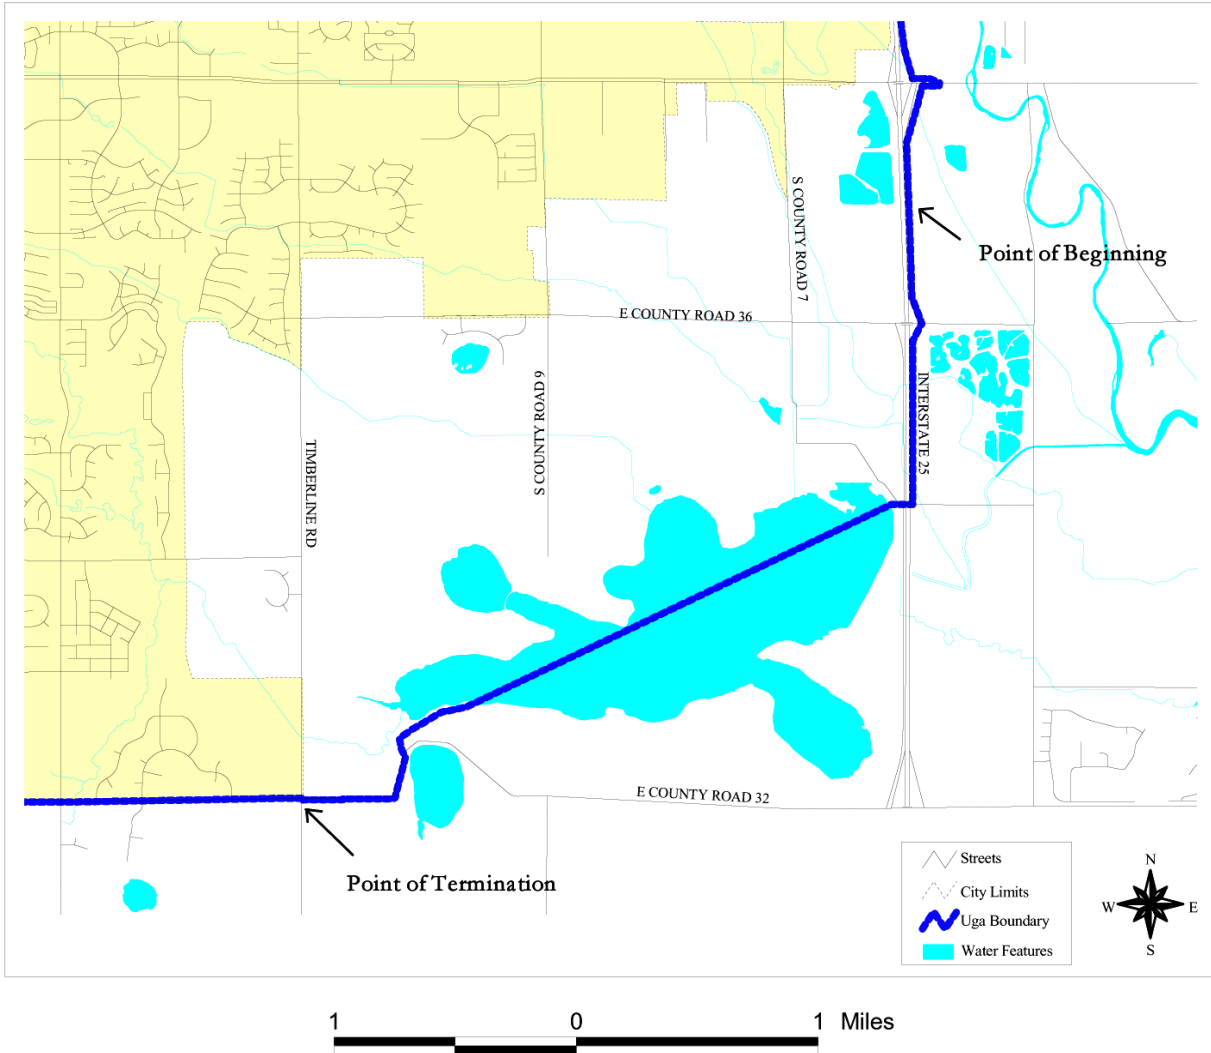 S COUNTY ROAD 7
Point of Beginning
E COUNTY ROAD 36
S COUNTY ROAD 9
INTERSTATE 25
TIMBERLINE RD
E COUNTY ROAD 32
Point of Termination
Streets
City Limits
Uga Boundary
Water Features
N
W E
S
1 0 1 Miles